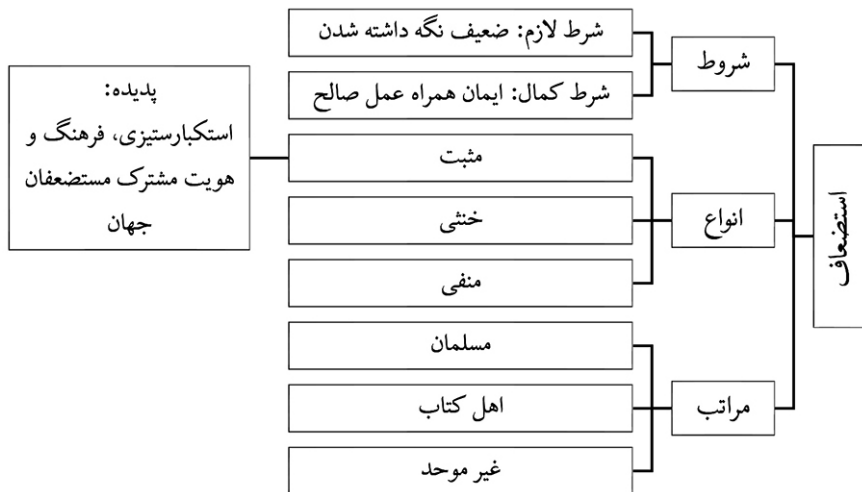 استضعاف
شروط
شرط لازم: ضعیف نگه داشته شدن
شرط کمال: ایمان همراه عمل صالح
انواع
مثبت
پدیده:
استکبارستیزی، فرهنگ و
هویت مشترک مستضعفان
جهان
خنثی
منفی
مراتب
مسلمان
اهل کتاب
غیر موحد